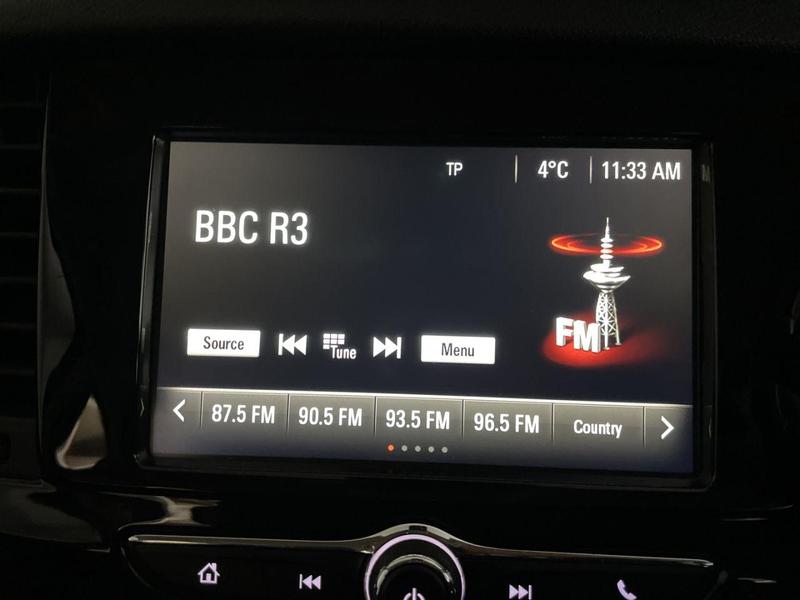 TP 4°C 11:33 AM
BBC R3
FM
Source Tune Menu
87.5 FM 90.5 FM 93.5 FM 96.5 FM Country